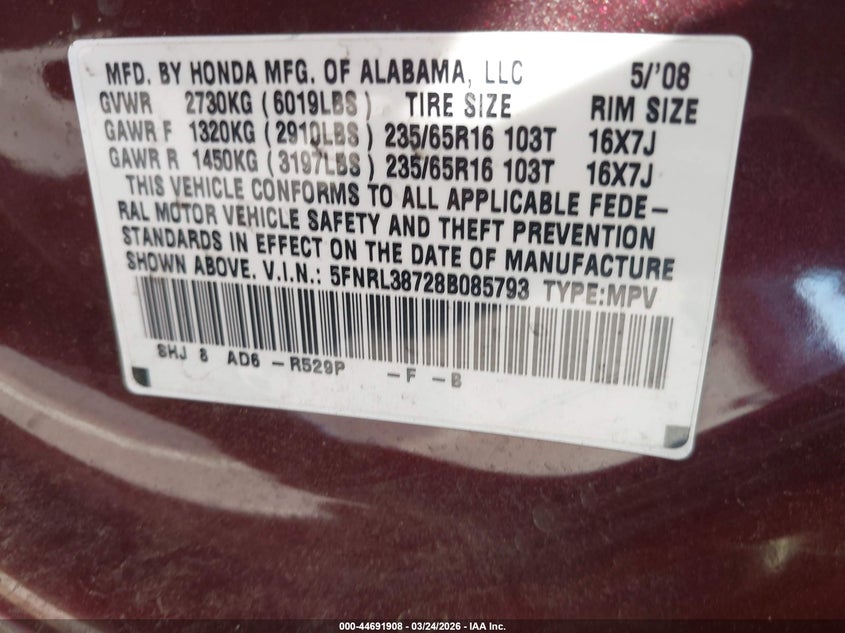 MFD. BY HONDA MFG. OF ALABAMA, LLC 5/'08
GVWR 2730KG (6019LBS) TIRE SIZE RIM SIZE
GAWR F 1320KG (2910LBS) 235/65R16 103T 16X7J
GAWR R 1450KG (3197LBS) 235/65R16 103T 16X7J
THIS VEHICLE CONFORMS TO ALL APPLICABLE FEDE-
RAL MOTOR VEHICLE SAFETY AND THEFT PREVENTION
STANDARDS IN EFFECT ON THE DATE OF MANUFACTURE
SHOWN ABOVE. V.I.N.: 5FNRL38728B085793 TYPE:MPV
SHJ 8 AD6 -R529P -F -B
000-44691908 - 03/24/2026 - IAA Inc.